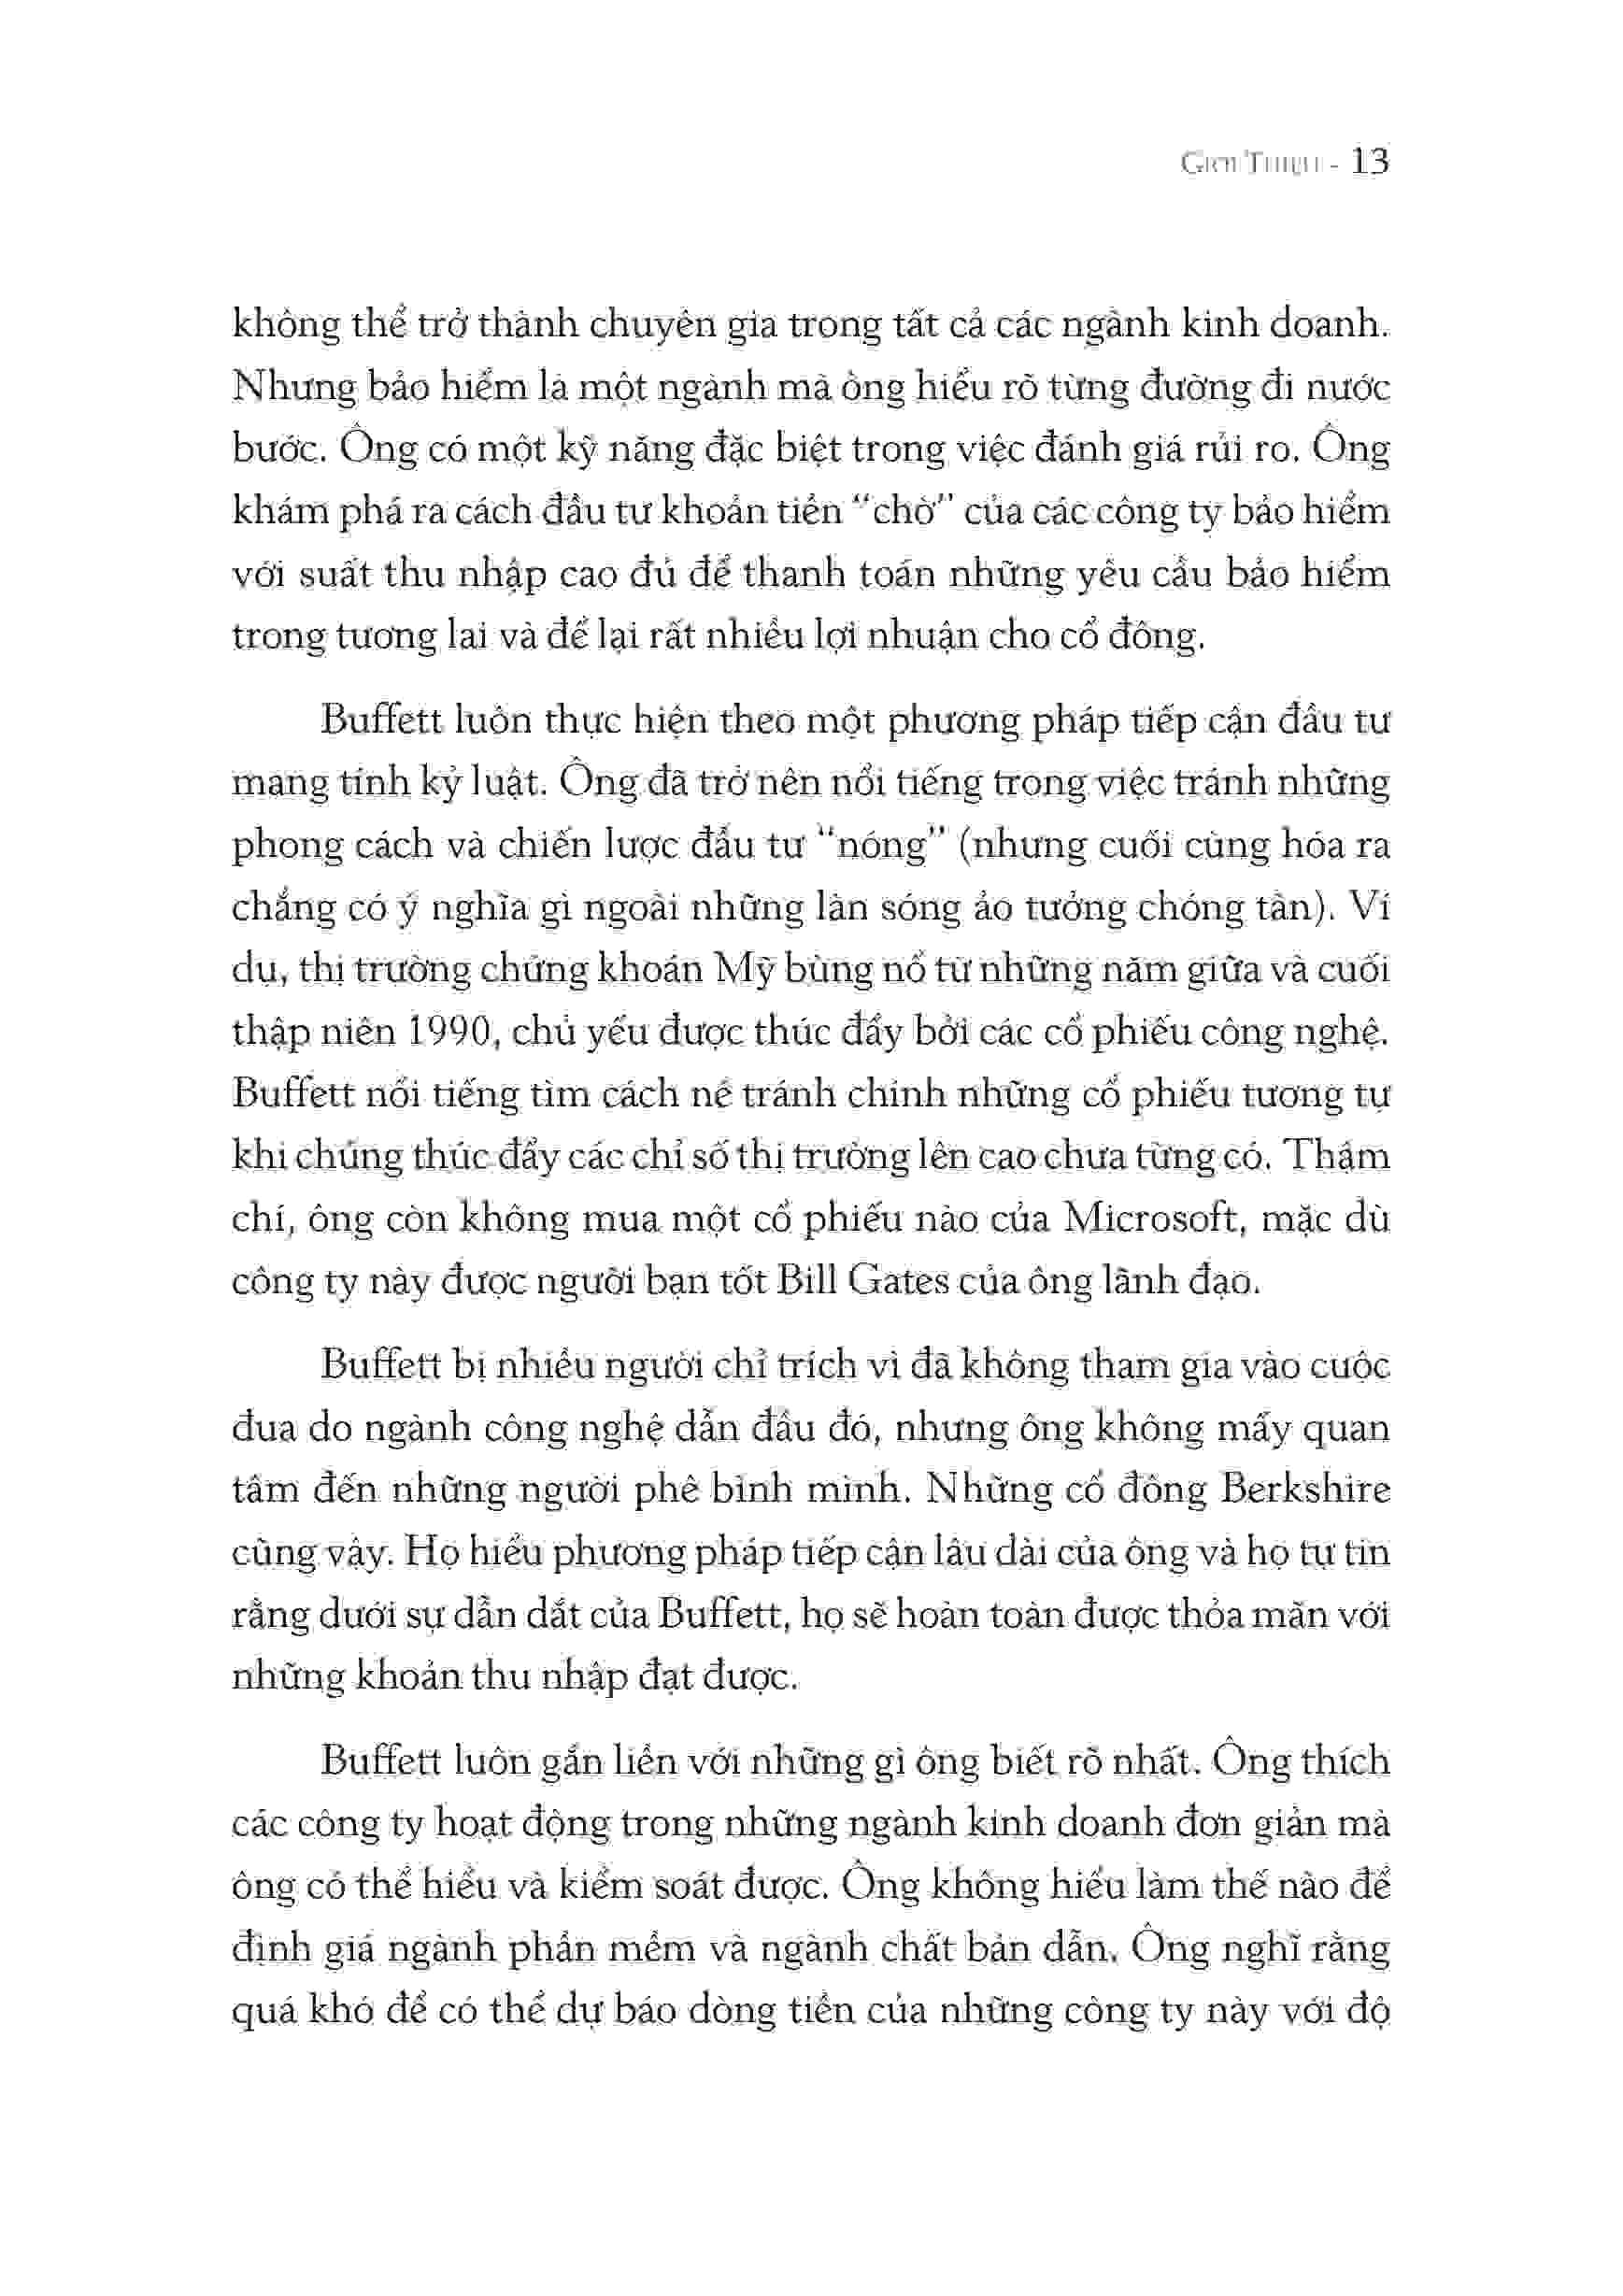 Giới Thiệu - 13
không thể trở thành chuyên gia trong tất cả các ngành kinh doanh.
Nhưng bảo hiểm là một ngành mà ông hiểu rõ từng đường đi nước
bước. Ông có một kỹ năng đặc biệt trong việc đánh giá rủi ro. Ông
khám phá ra cách đầu tư khoản tiền “chờ” của các công ty bảo hiểm
với suất thu nhập cao đủ để thanh toán những yêu cầu bảo hiểm
trong tương lai và để lại rất nhiều lợi nhuận cho cổ đông.
Buffett luôn thực hiện theo một phương pháp tiếp cận đầu tư
mang tính kỷ luật. Ông đã trở nên nổi tiếng trong việc tránh những
phong cách và chiến lược đầu tư “nóng” (nhưng cuối cùng hóa ra
chẳng có ý nghĩa gì ngoài những làn sóng ảo tưởng chóng tàn). Ví
dụ, thị trường chứng khoán Mỹ bùng nổ từ những năm giữa và cuối
thập niên 1990, chủ yếu được thúc đẩy bởi các cổ phiếu công nghệ.
Buffett nổi tiếng tìm cách né tránh chính những cổ phiếu tương tự
khi chúng thúc đẩy các chỉ số thị trường lên cao chưa từng có. Thậm
chí, ông còn không mua một cổ phiếu nào của Microsoft, mặc dù
công ty này được người bạn tốt Bill Gates của ông lãnh đạo.
Buffett bị nhiều người chỉ trích vì đã không tham gia vào cuộc
đua do ngành công nghệ dẫn đầu đó, nhưng ông không mấy quan
tâm đến những người phê bình mình. Những cổ đông Berkshire
cũng vậy. Họ hiểu phương pháp tiếp cận lâu dài của ông và họ tự tin
rằng dưới sự dẫn dắt của Buffett, họ sẽ hoàn toàn được thỏa mãn với
những khoản thu nhập đạt được.
Buffett luôn gắn liền với những gì ông biết rõ nhất. Ông thích
các công ty hoạt động trong những ngành kinh doanh đơn giản mà
ông có thể hiểu và kiểm soát được. Ông không hiểu làm thế nào để
định giá ngành phần mềm và ngành chất bán dẫn. Ông nghĩ rằng
quá khó để có thể dự báo dòng tiền của những công ty này với độ